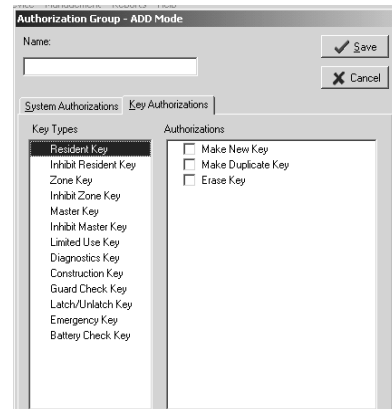 Authorization Group - ADD Mode
Name:
Save
Cancel
System Authorizations
Key Authorizations
Key Types
Authorizations
Resident Key
Make New Key
Inhibit Resident Key
Make Duplicate Key
Zone Key
Erase Key
Inhibit Zone Key
Master Key
Inhibit Master Key
Limited Use Key
Diagnostics Key
Construction Key
Guard Check Key
Latch/Unlatch Key
Emergency Key
Battery Check Key